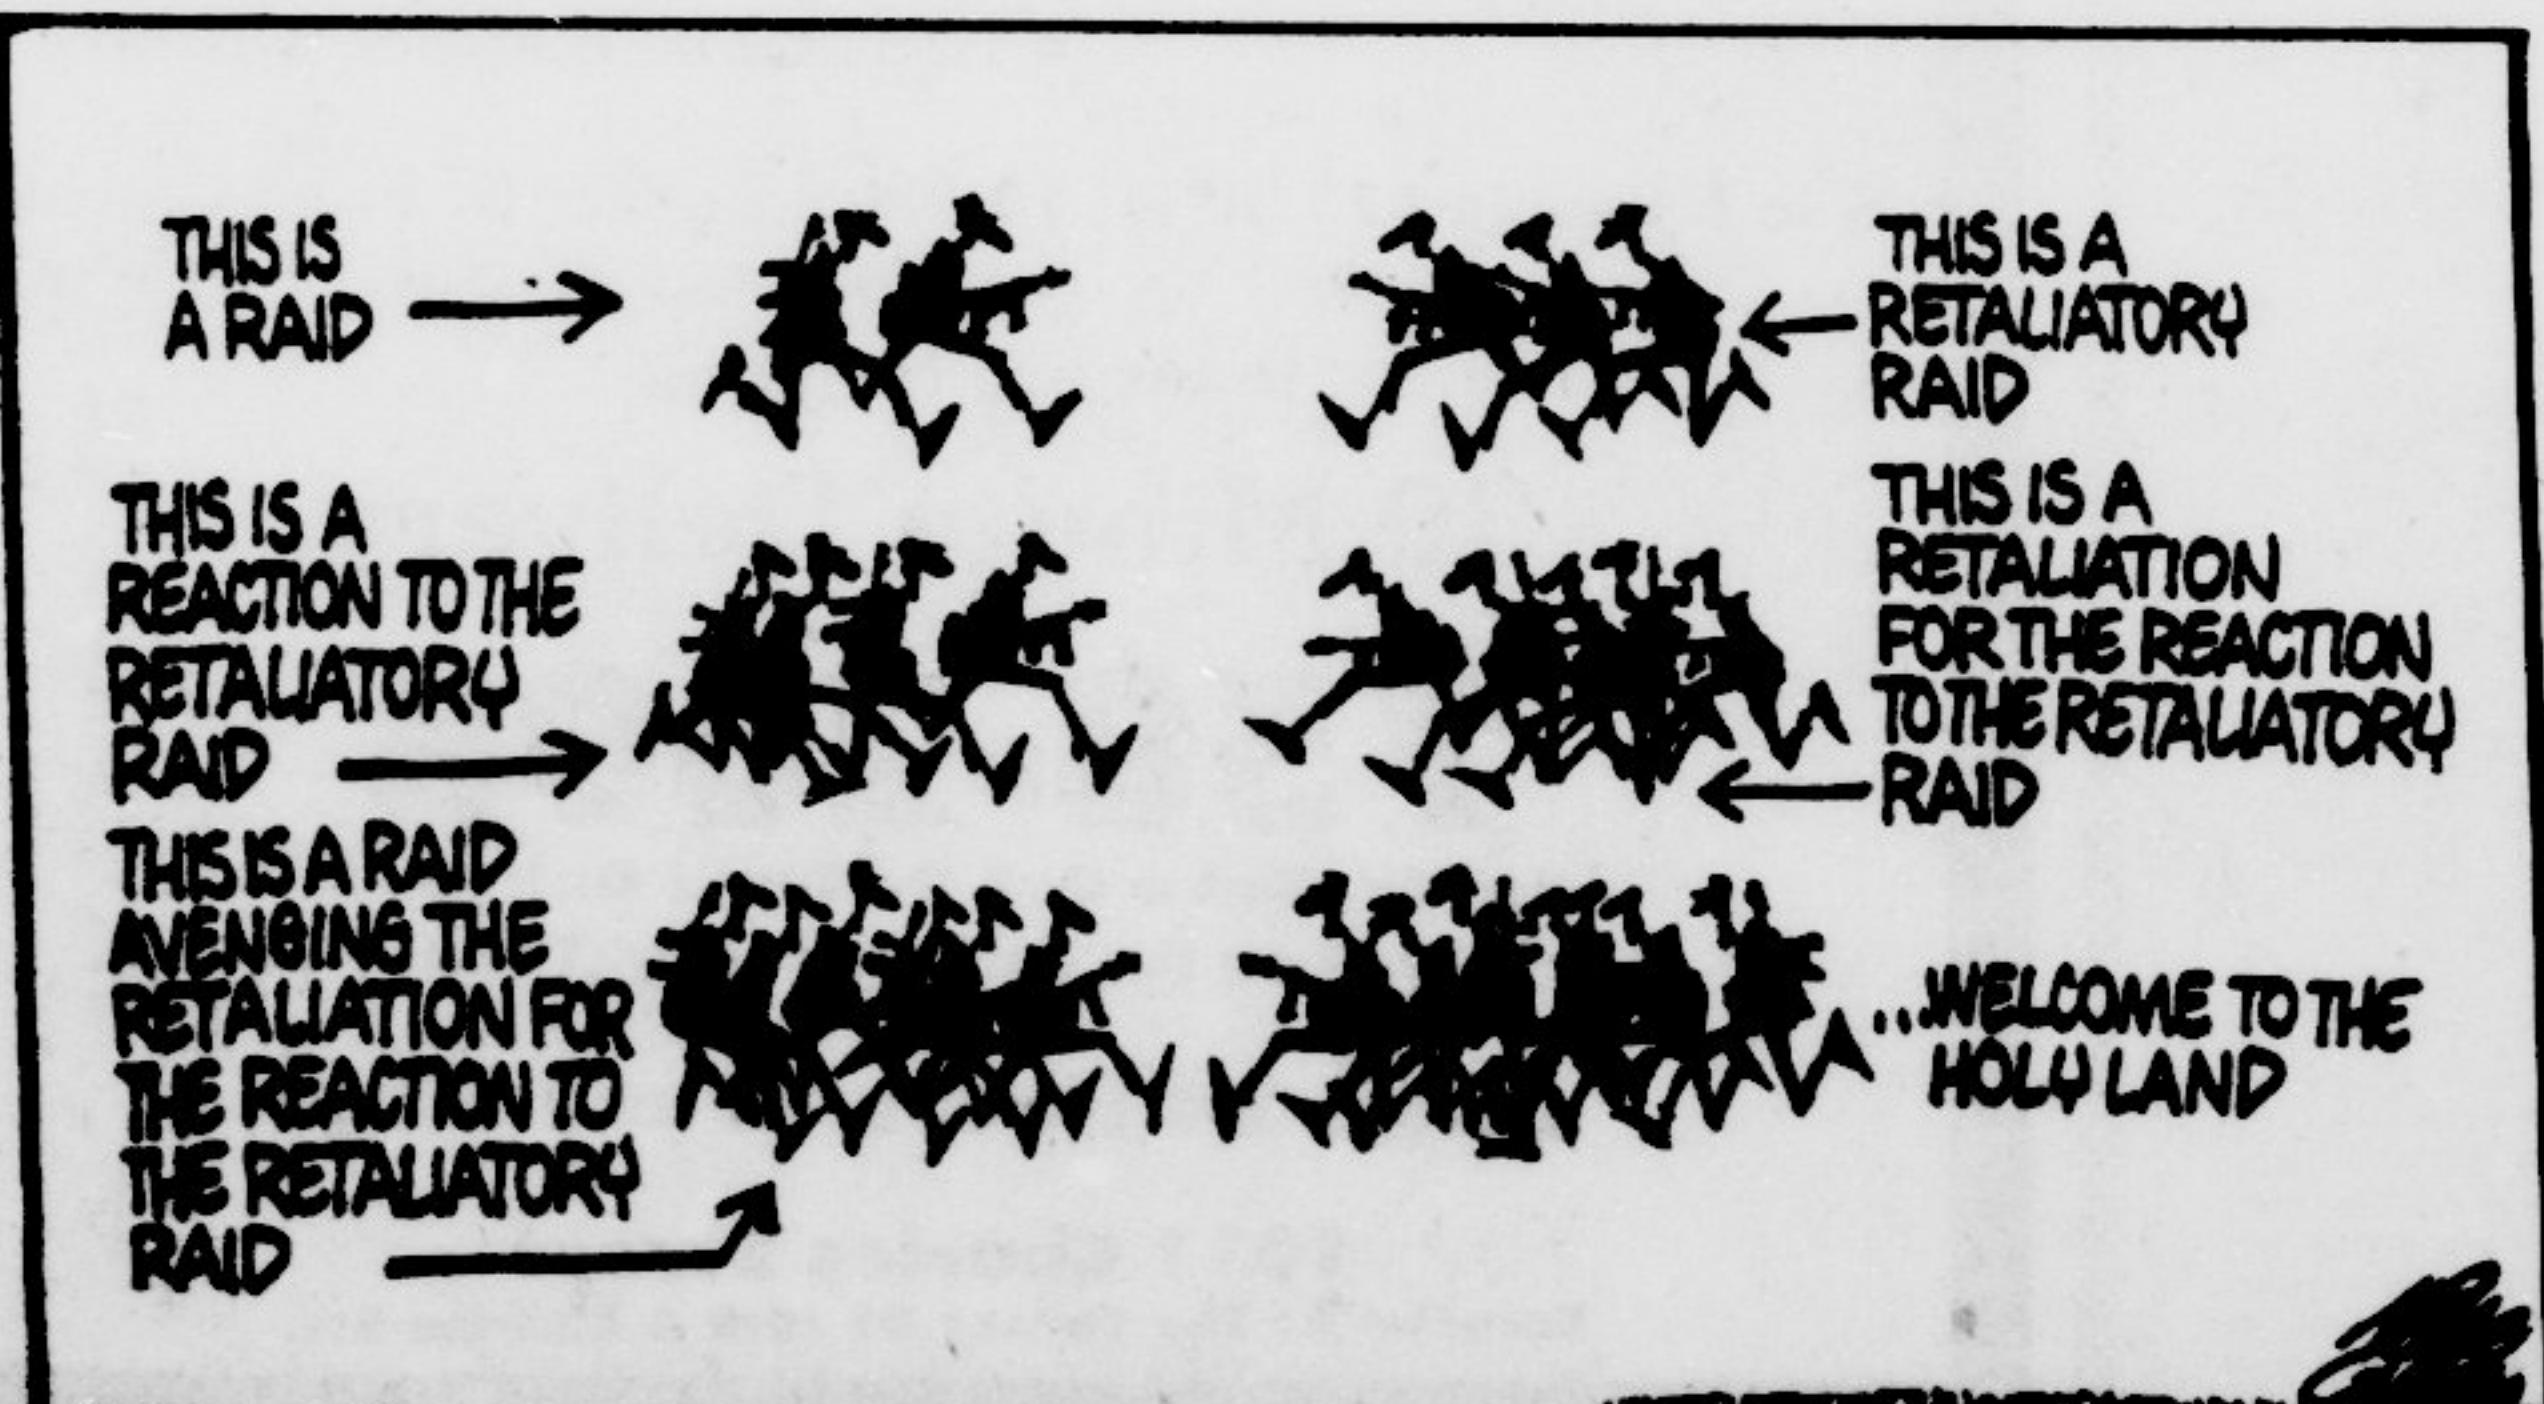 THIS IS
A RAID
THIS IS A
RETALIATORY
RAID
THIS IS A
REACTION TO THE
RETALIATORY
RAID
THIS IS A
RETALIATION
FOR THE REACTION
TO THE RETALIATORY
RAID
THIS IS A RAID
AVENGING THE
RETALIATION FOR
THE REACTION TO
THE RETALIATORY
RAID
...WELCOME TO THE
HOLY LAND